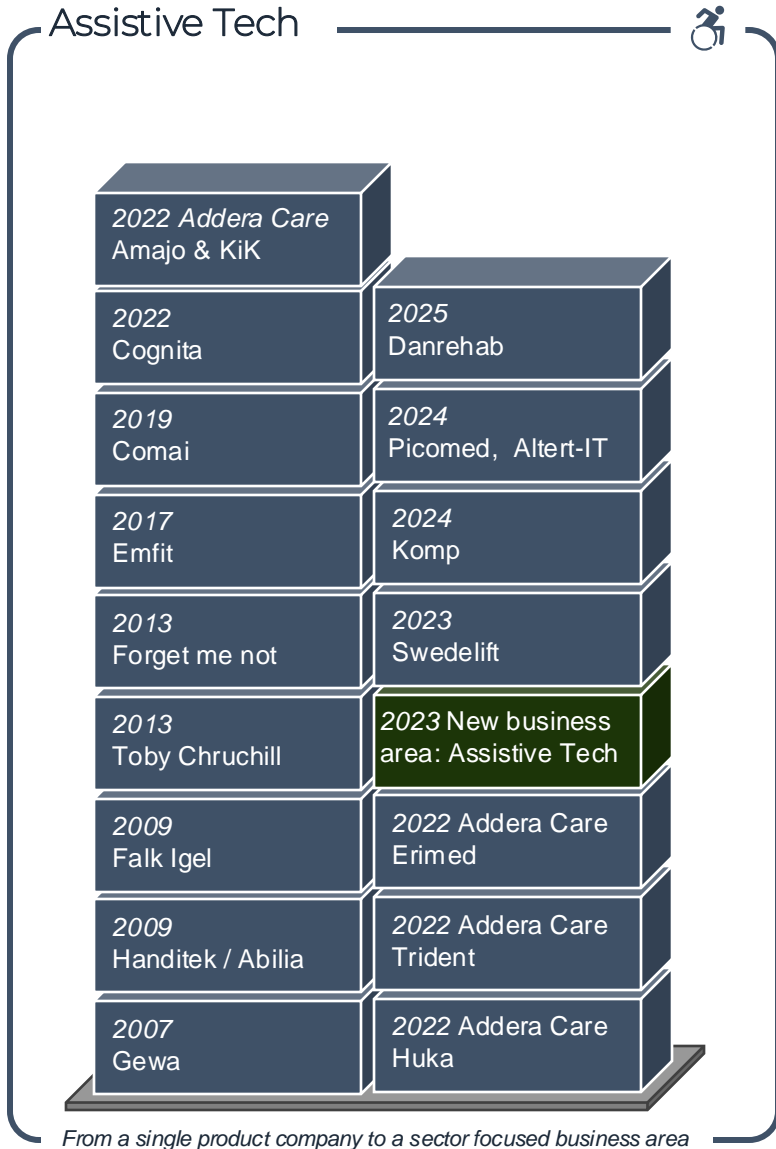 Assistive Tech
2022 Addera Care
Amajo & KiK
2022
Cognita
2019
Comai
2017
Emfit
2013
Forget me not
2013
Toby Chruchill
2009
Falk Igel
2009
Handitek / Abilia
2007
Gewa
2025
Danrehab
2024
Picomed, Altert-IT
2024
Komp
2023
Swedelift
2023 New business
area: Assistive Tech
2022 Addera Care
Erimed
2022 Addera Care
Trident
2022 Addera Care
Huka
From a single product company to a sector focused business area